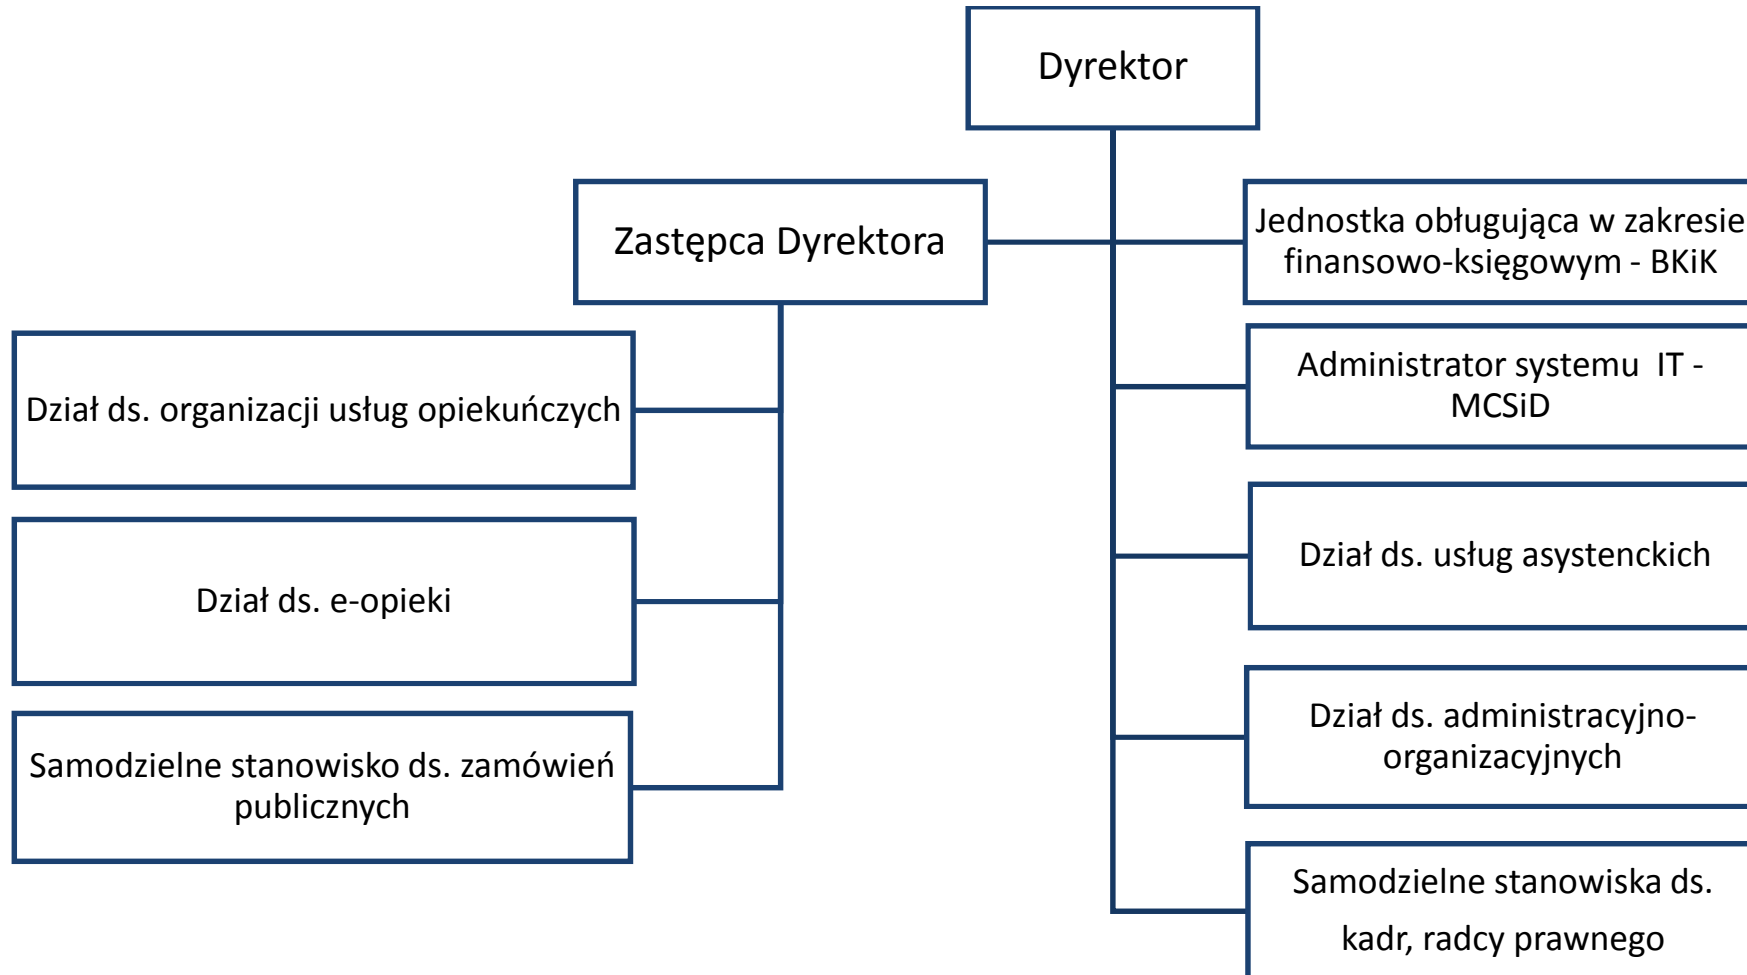 Dyrektor
Zastępca Dyrektora
Jednostka obługująca w zakresie
finansowo-księgowym - BKiK
Administrator systemu  IT -
MCSiD
Dział ds. organizacji usług opiekuńczych
Dział ds. usług asystenckich
Dział ds. e-opieki
Dział ds. administracyjno-
organizacyjnych
Samodzielne stanowisko ds. zamówień
publicznych
Samodzielne stanowiska ds.
kadr, radcy prawnego